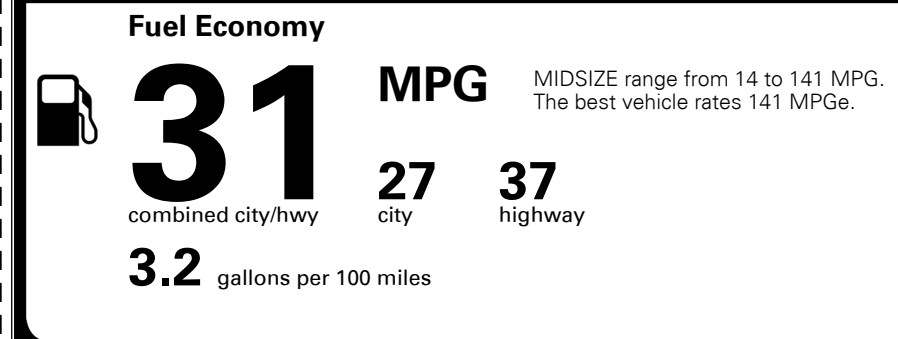 Fuel Economy
31 MPG
MIDSIZE range from 14 to 141 MPG.
The best vehicle rates 141 MPGe.
27 37
combined city/hwy city highway
3.2 gallons per 100 miles